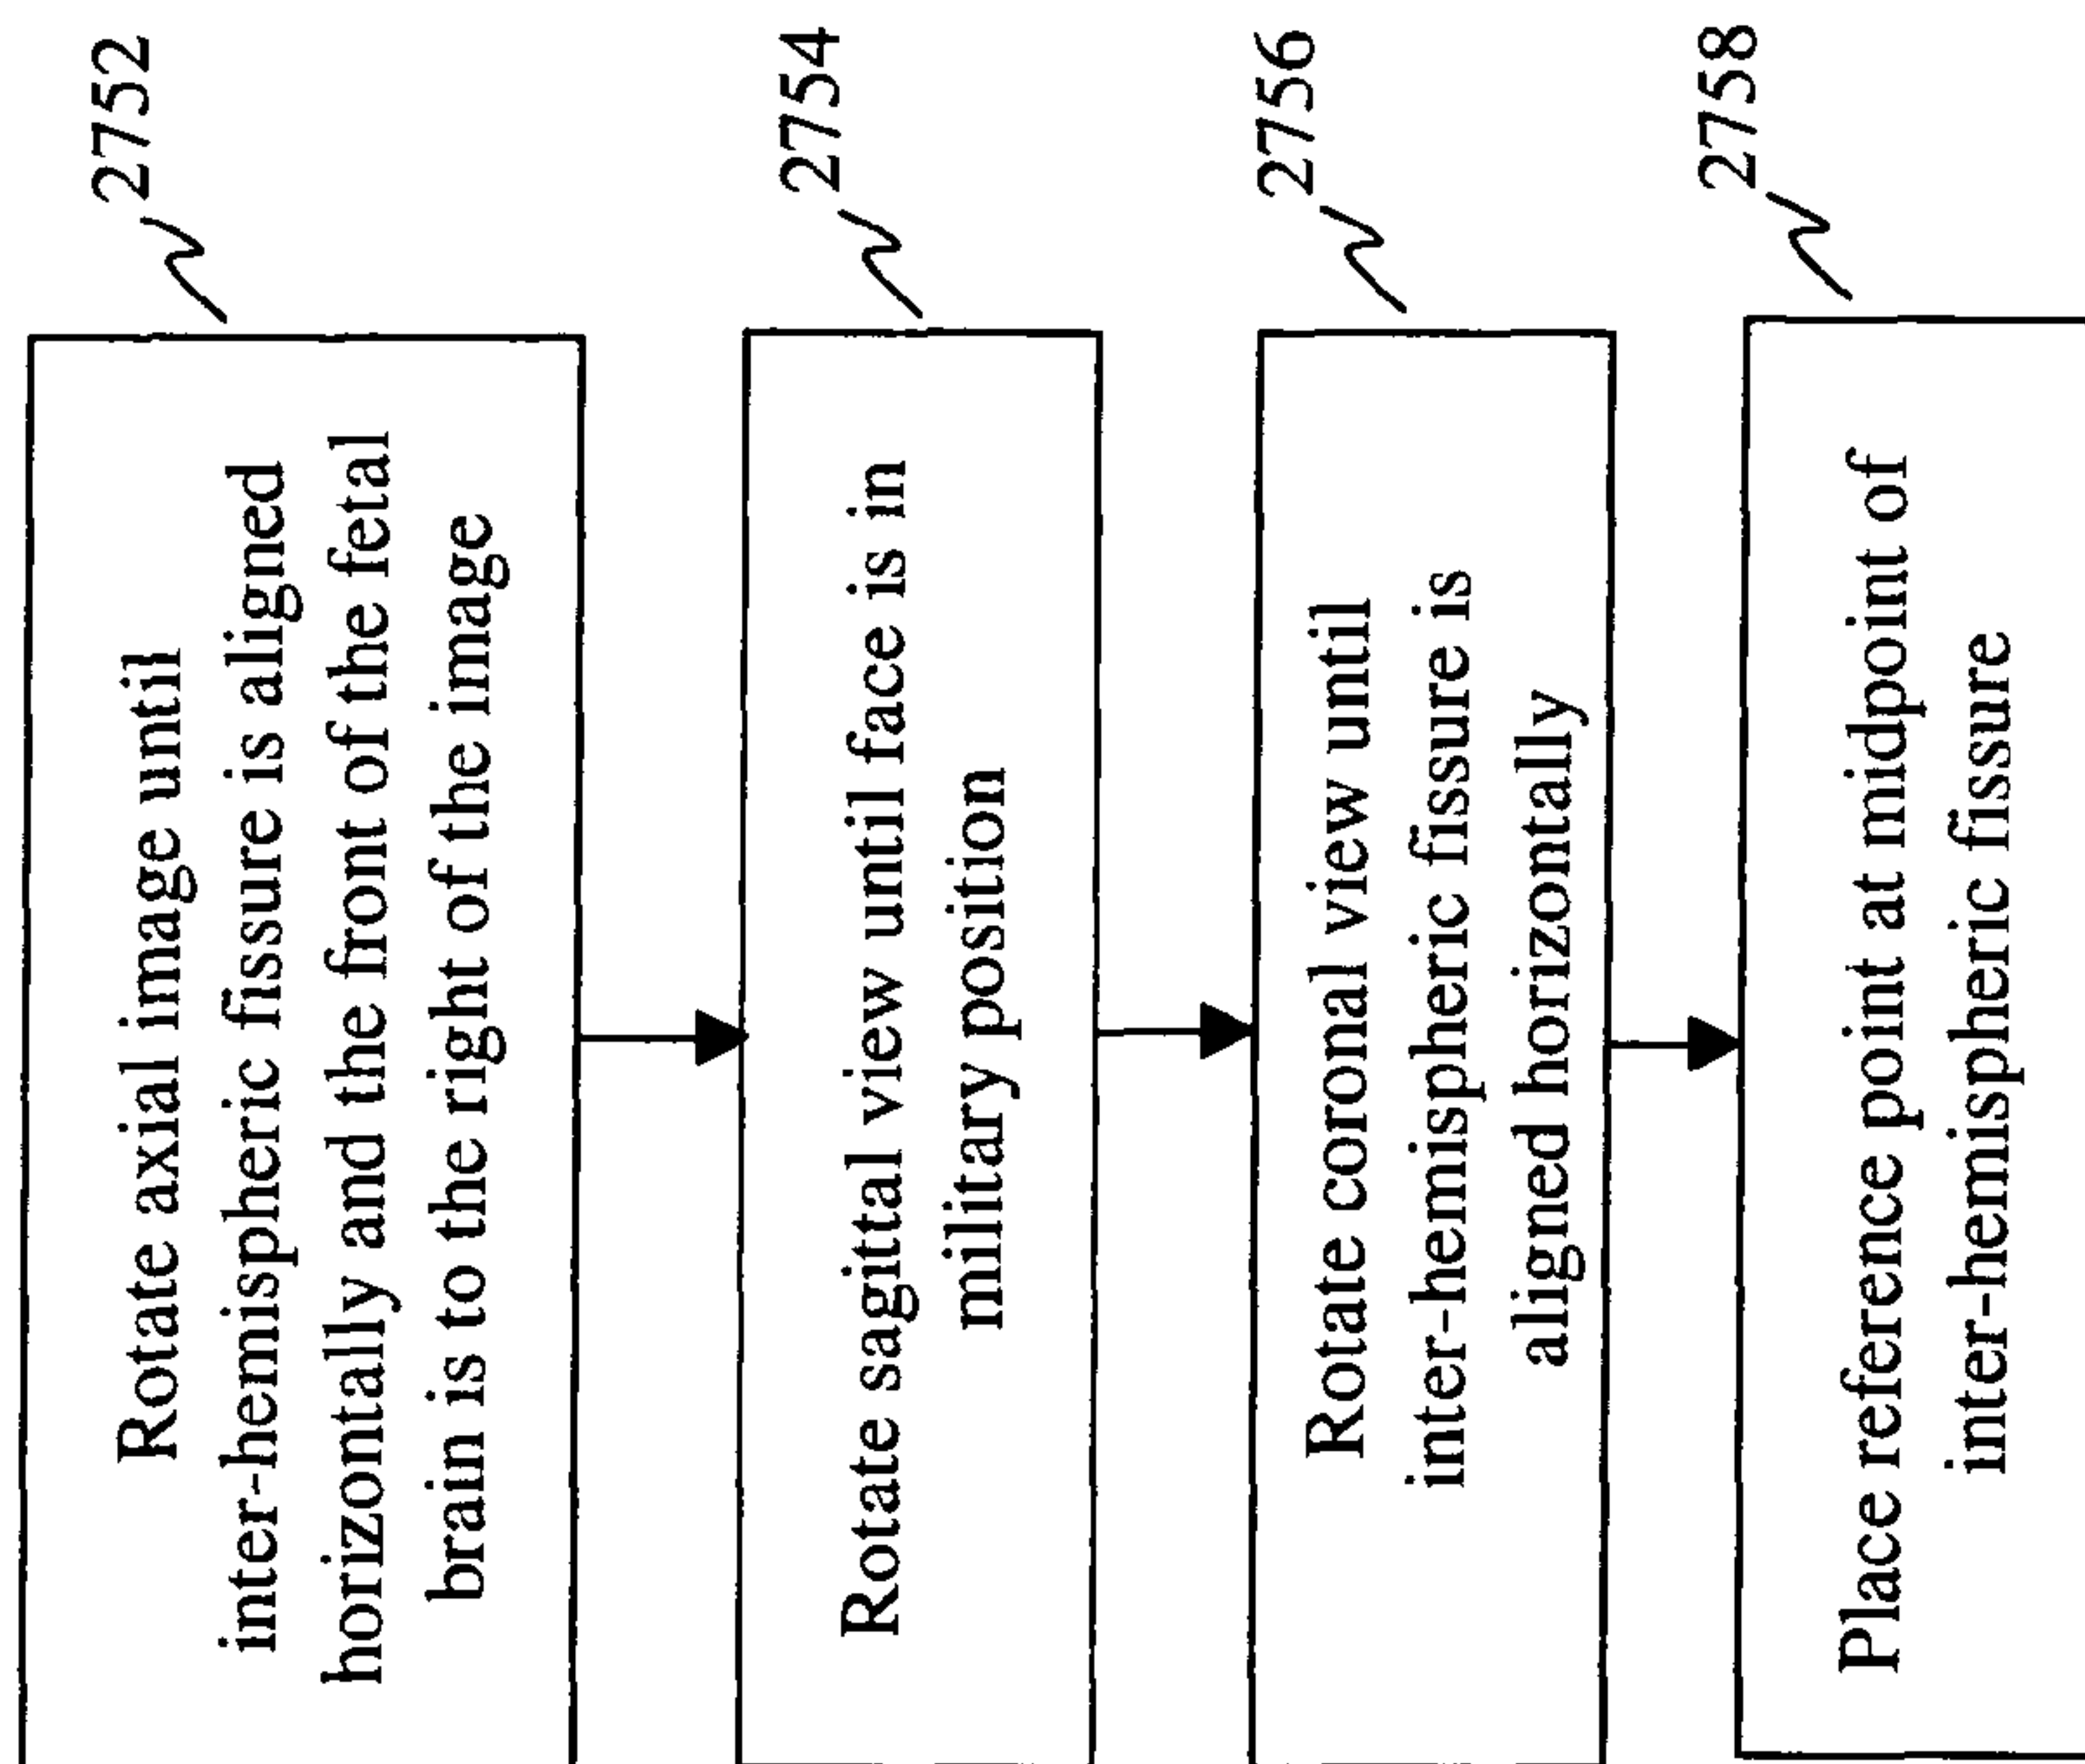 Rotate axial image until
inter-hemispheric fissure is aligned
horizontally and the front of the fetal
brain is to the right of the image
2752
Rotate sagittal view until face is in
military position
2754
Rotate coronal view until
inter-hemispheric fissure is
aligned horizontally
2756
Place reference point at midpoint of
inter-hemispheric fissure
2758